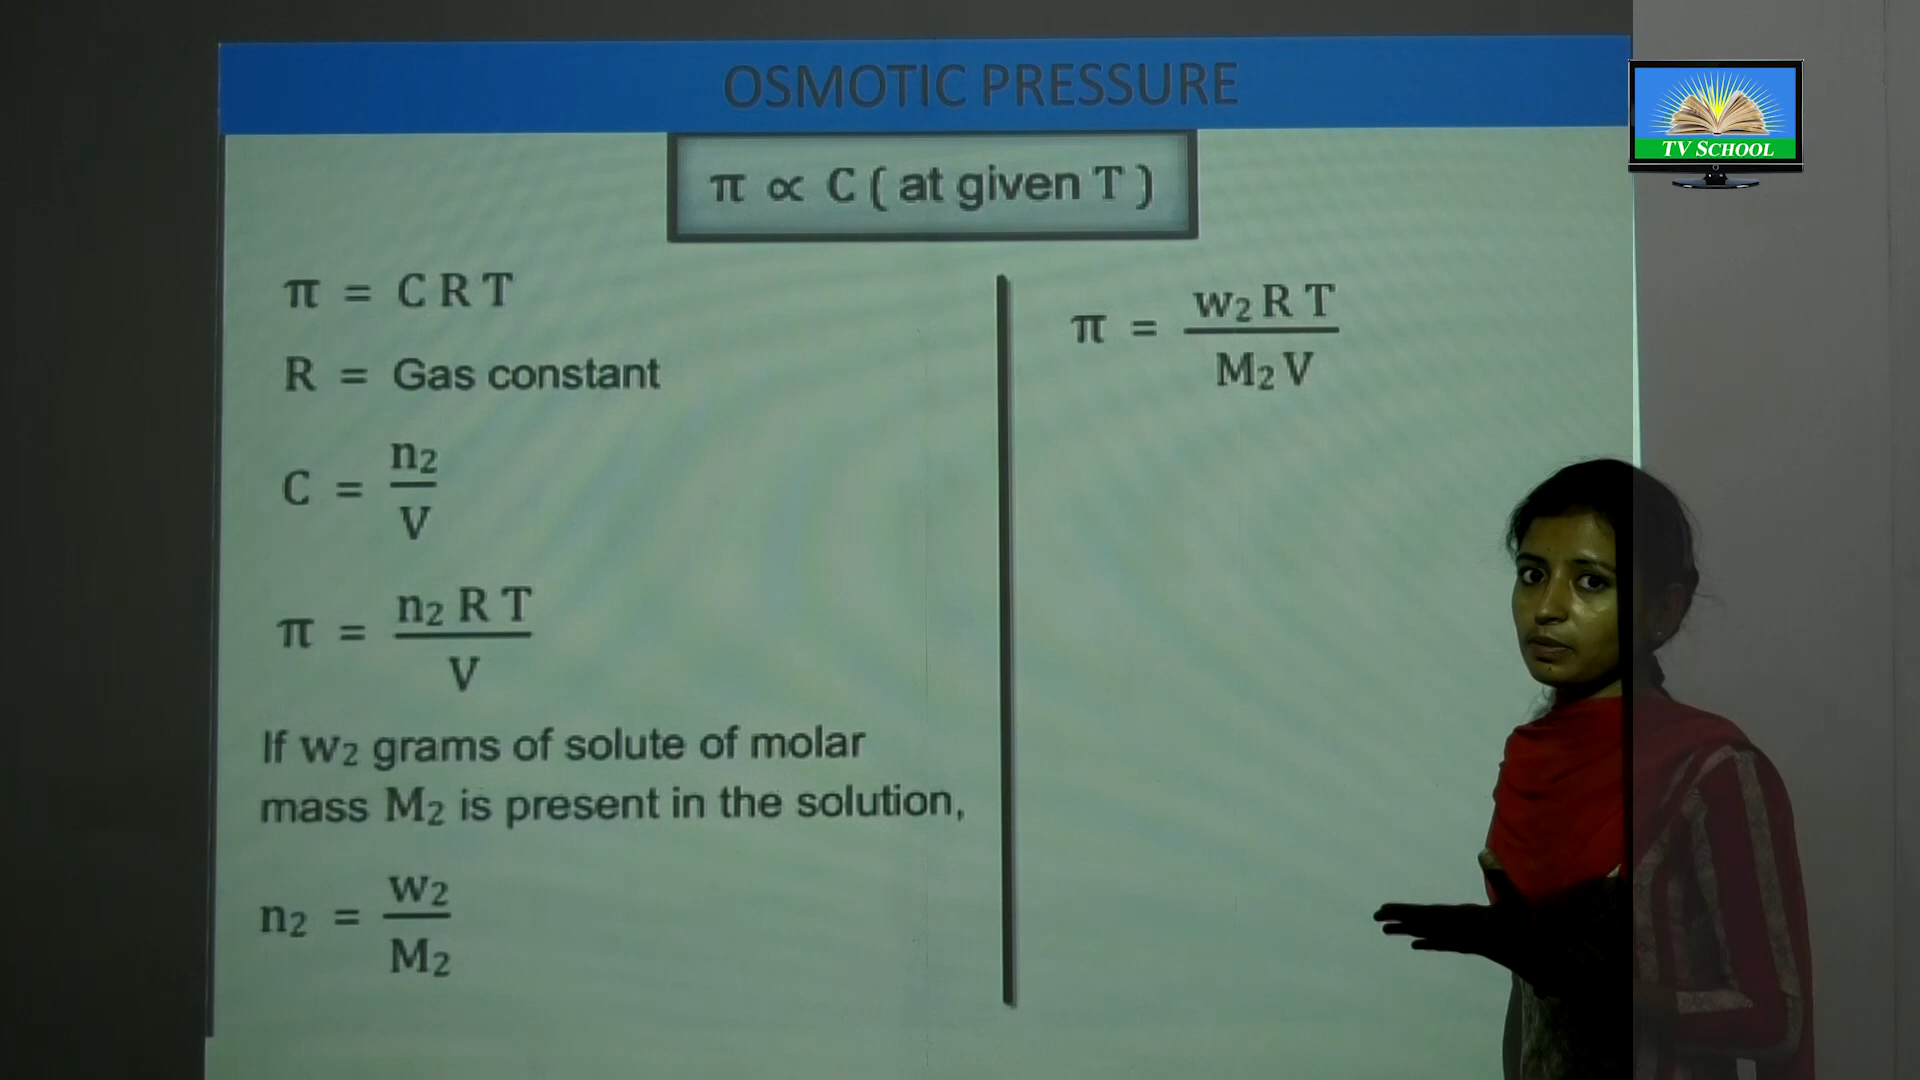 OSMOTIC PRESSURE
TV SCHOOL
π ∝ C ( at given T )
π = C R T
R = Gas constant
C = n₂ / V
π = n₂ R T / V
If w₂ grams of solute of molar
mass M₂ is present in the solution,
n₂ = w₂ / M₂
π = w₂ R T / M₂ V